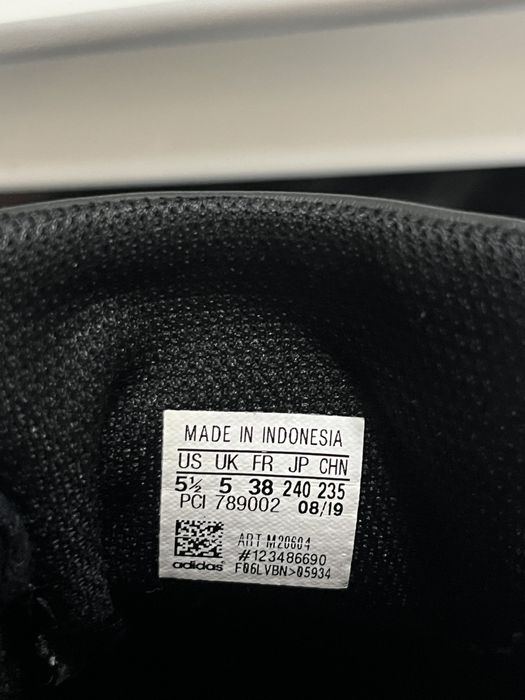 MADE IN INDONESIA
US UK FR JP CHN
5½ 5 38 240 235
PCI 789002 08/19
ART M20604
#123486690
adidas F06LVBN>05934